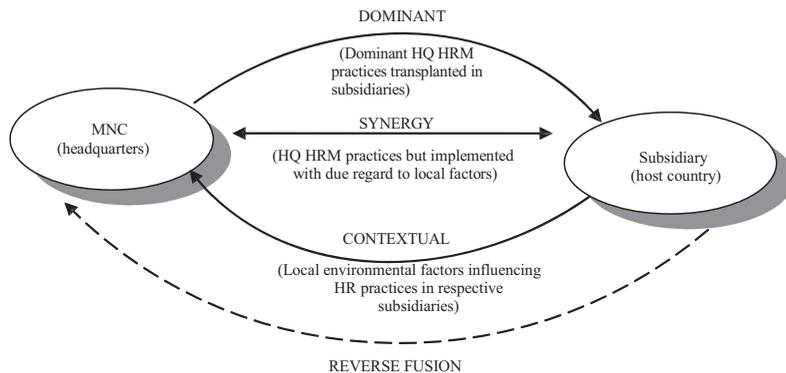 DOMINANT
(Dominant HQ HRM
practices transplanted in
subsidiaries)
MNC
(headquarters)
SYNERGY
(HQ HRM practices but implemented
with due regard to local factors)
Subsidiary
(host country)
CONTEXTUAL
(Local environmental factors influencing
HR practices in respective
subsidiaries)
REVERSE FUSION